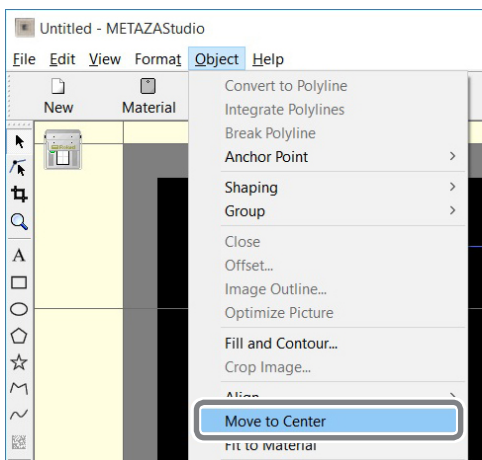 Untitled - METAZAStudio
File Edit View Format Object Help
New Material
Convert to Polyline
Integrate Polylines
Break Polyline
Anchor Point
Shaping
Group
Close
Offset...
Image Outline...
Optimize Picture
Fill and Contour...
Crop Image...
Align
Move to Center
Fit to Material
A